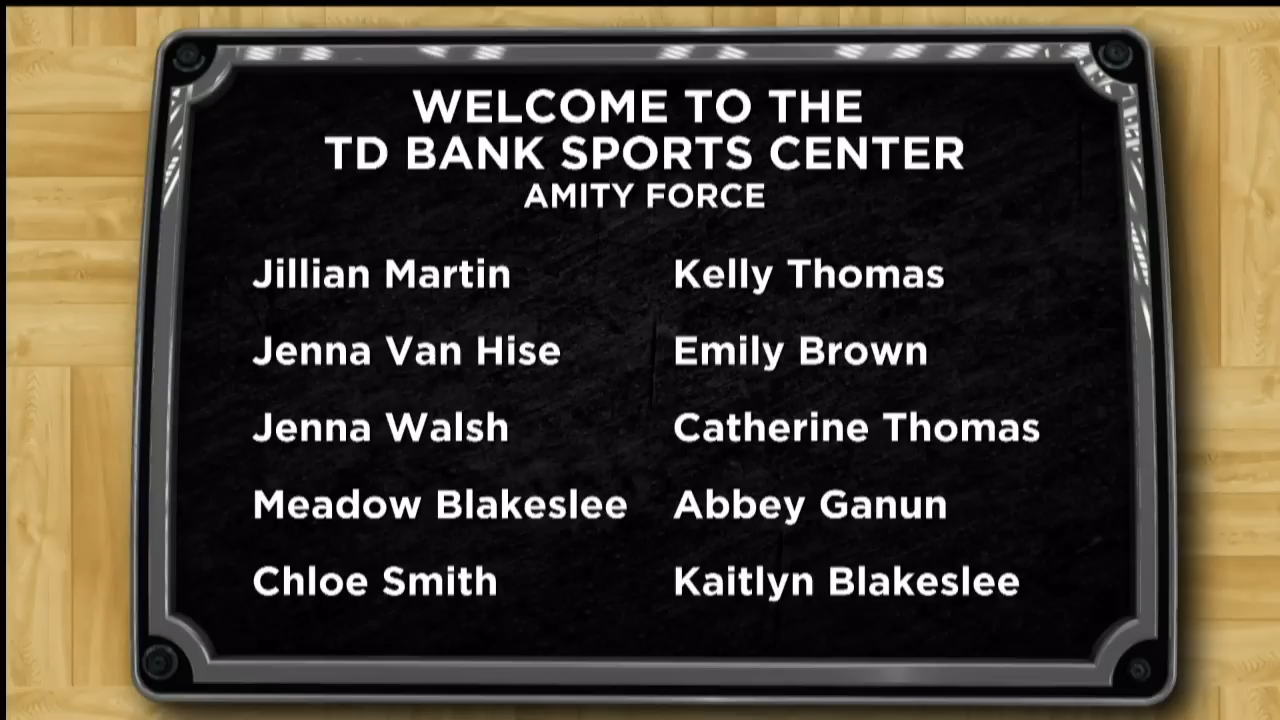 WELCOME TO THE
TD BANK SPORTS CENTER
AMITY FORCE
Jillian Martin
Jenna Van Hise
Jenna Walsh
Meadow Blakeslee
Chloe Smith
Kelly Thomas
Emily Brown
Catherine Thomas
Abbey Ganun
Kaitlyn Blakeslee